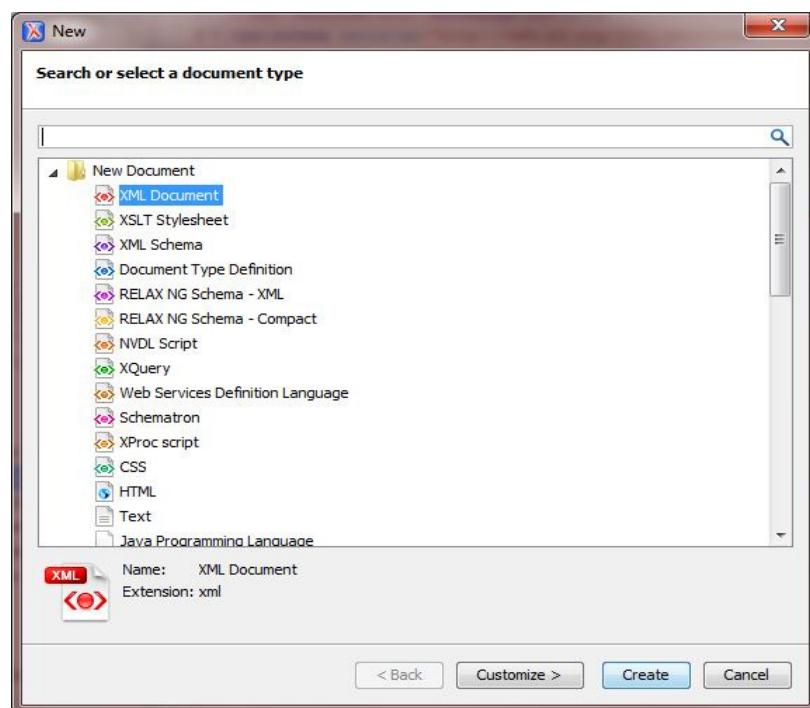 New
Search or select a document type
New Document
XML Document
XSLT Stylesheet
XML Schema
Document Type Definition
RELAX NG Schema - XML
RELAX NG Schema - Compact
NVDL Script
XQuery
Web Services Definition Language
Schematron
XProc script
CSS
HTML
Text
Java Programming Language
XML
Name: XML Document
Extension: xml
< Back Customize > Create Cancel